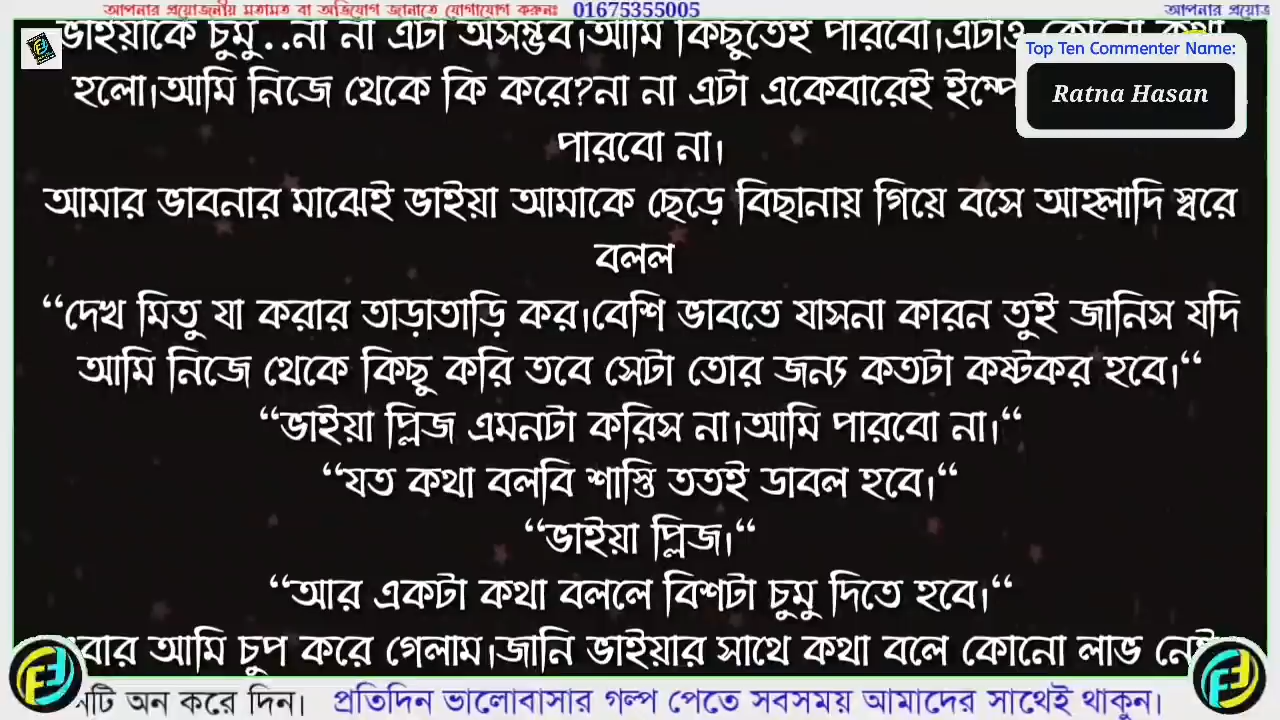 আপনার প্রয়োজনীয় মতামত বা অভিযোগ জানাতে যোগাযোগ করুনঃ 01675355005 আপনার
ভাইয়াকে চুমু..না না এটা অসম্ভব।আমি কিছুতেই পারবো।এটাও কোনো কথা
Top Ten Commenter Name:
Ratna Hasan
হলো।আমি নিজে থেকে কি করে?না না এটা একেবারেই
পারবো না।
আমার ভাবনার মাঝেই ভাইয়া আমাকে ছেড়ে বিছানায় গিয়ে বসে আহ্লাদি স্বরে
বলল
“দেখ মিতু যা করার তাড়াতাড়ি কর।বেশি ভাবতে যাসনা কারন তুই জানিস যদি
আমি নিজে থেকে কিছু করি তবে সেটা তোর জন্য কতটা কষ্টকর হবে।“
“ভাইয়া প্লিজ এমনটা করিস না।আমি পারবো না।“
“যত কথা বলবি শাস্তি ততই ডাবল হবে।“
“ভাইয়া প্লিজ।“
“আর একটা কথা বললে বিশটা চুমু দিতে হবে।“
আমি চুপ করে গেলাম।জানি ভাইয়ার সাথে কথা বলে কোনো লাভ
অন করে দিন। প্রতিদিন ভালোবাসার গল্প পেতে সবসময় আমাদের সাথেই থাকুন।